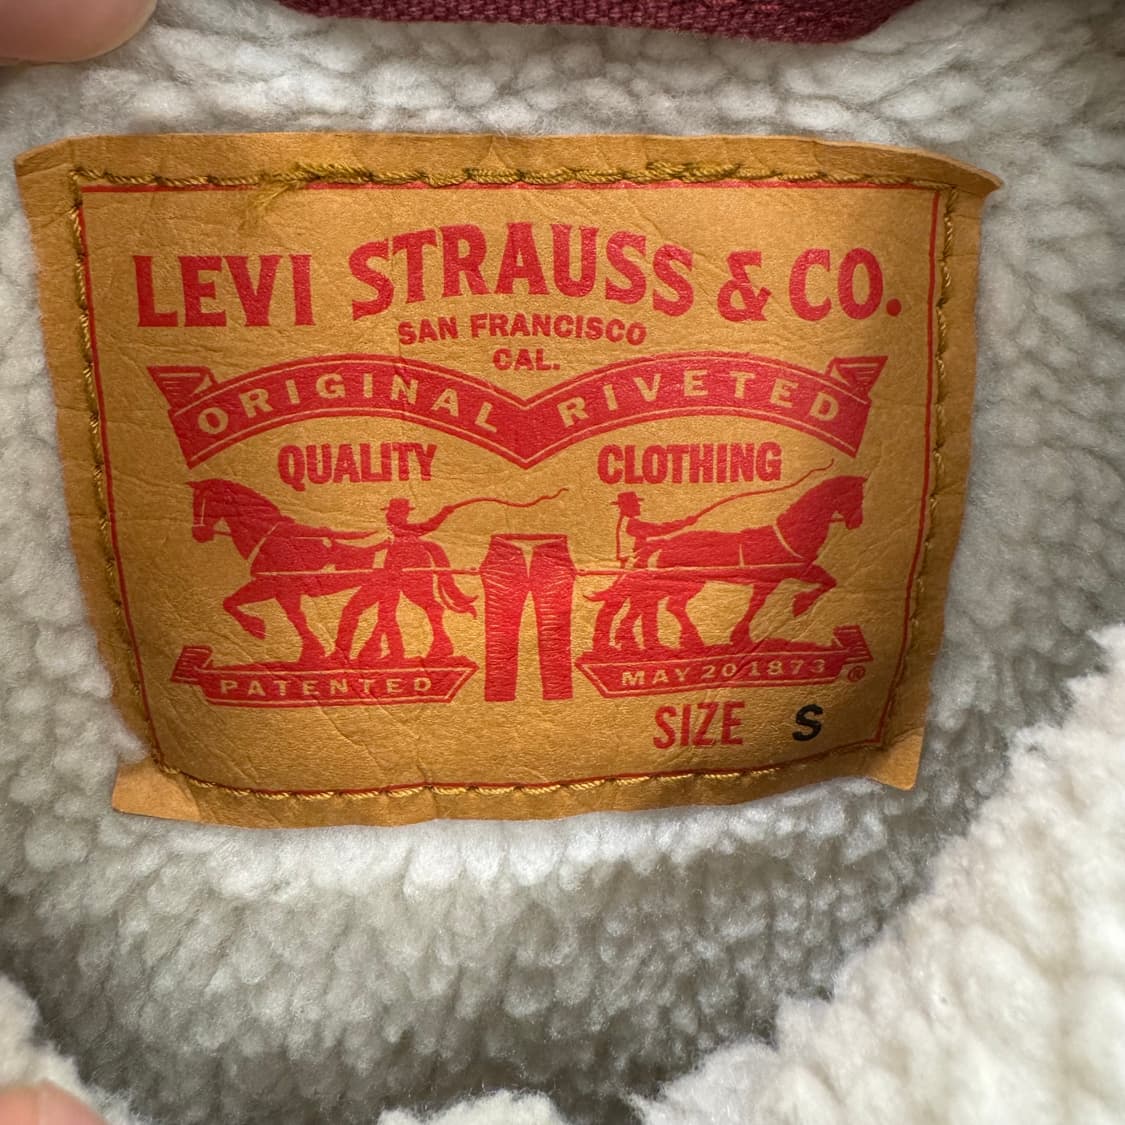 LEVI STRAUSS & CO.
SAN FRANCISCO
CAL.
ORIGINAL RIVETED
QUALITY CLOTHING
PATENTED MAY 20 1873 ®
SIZE S